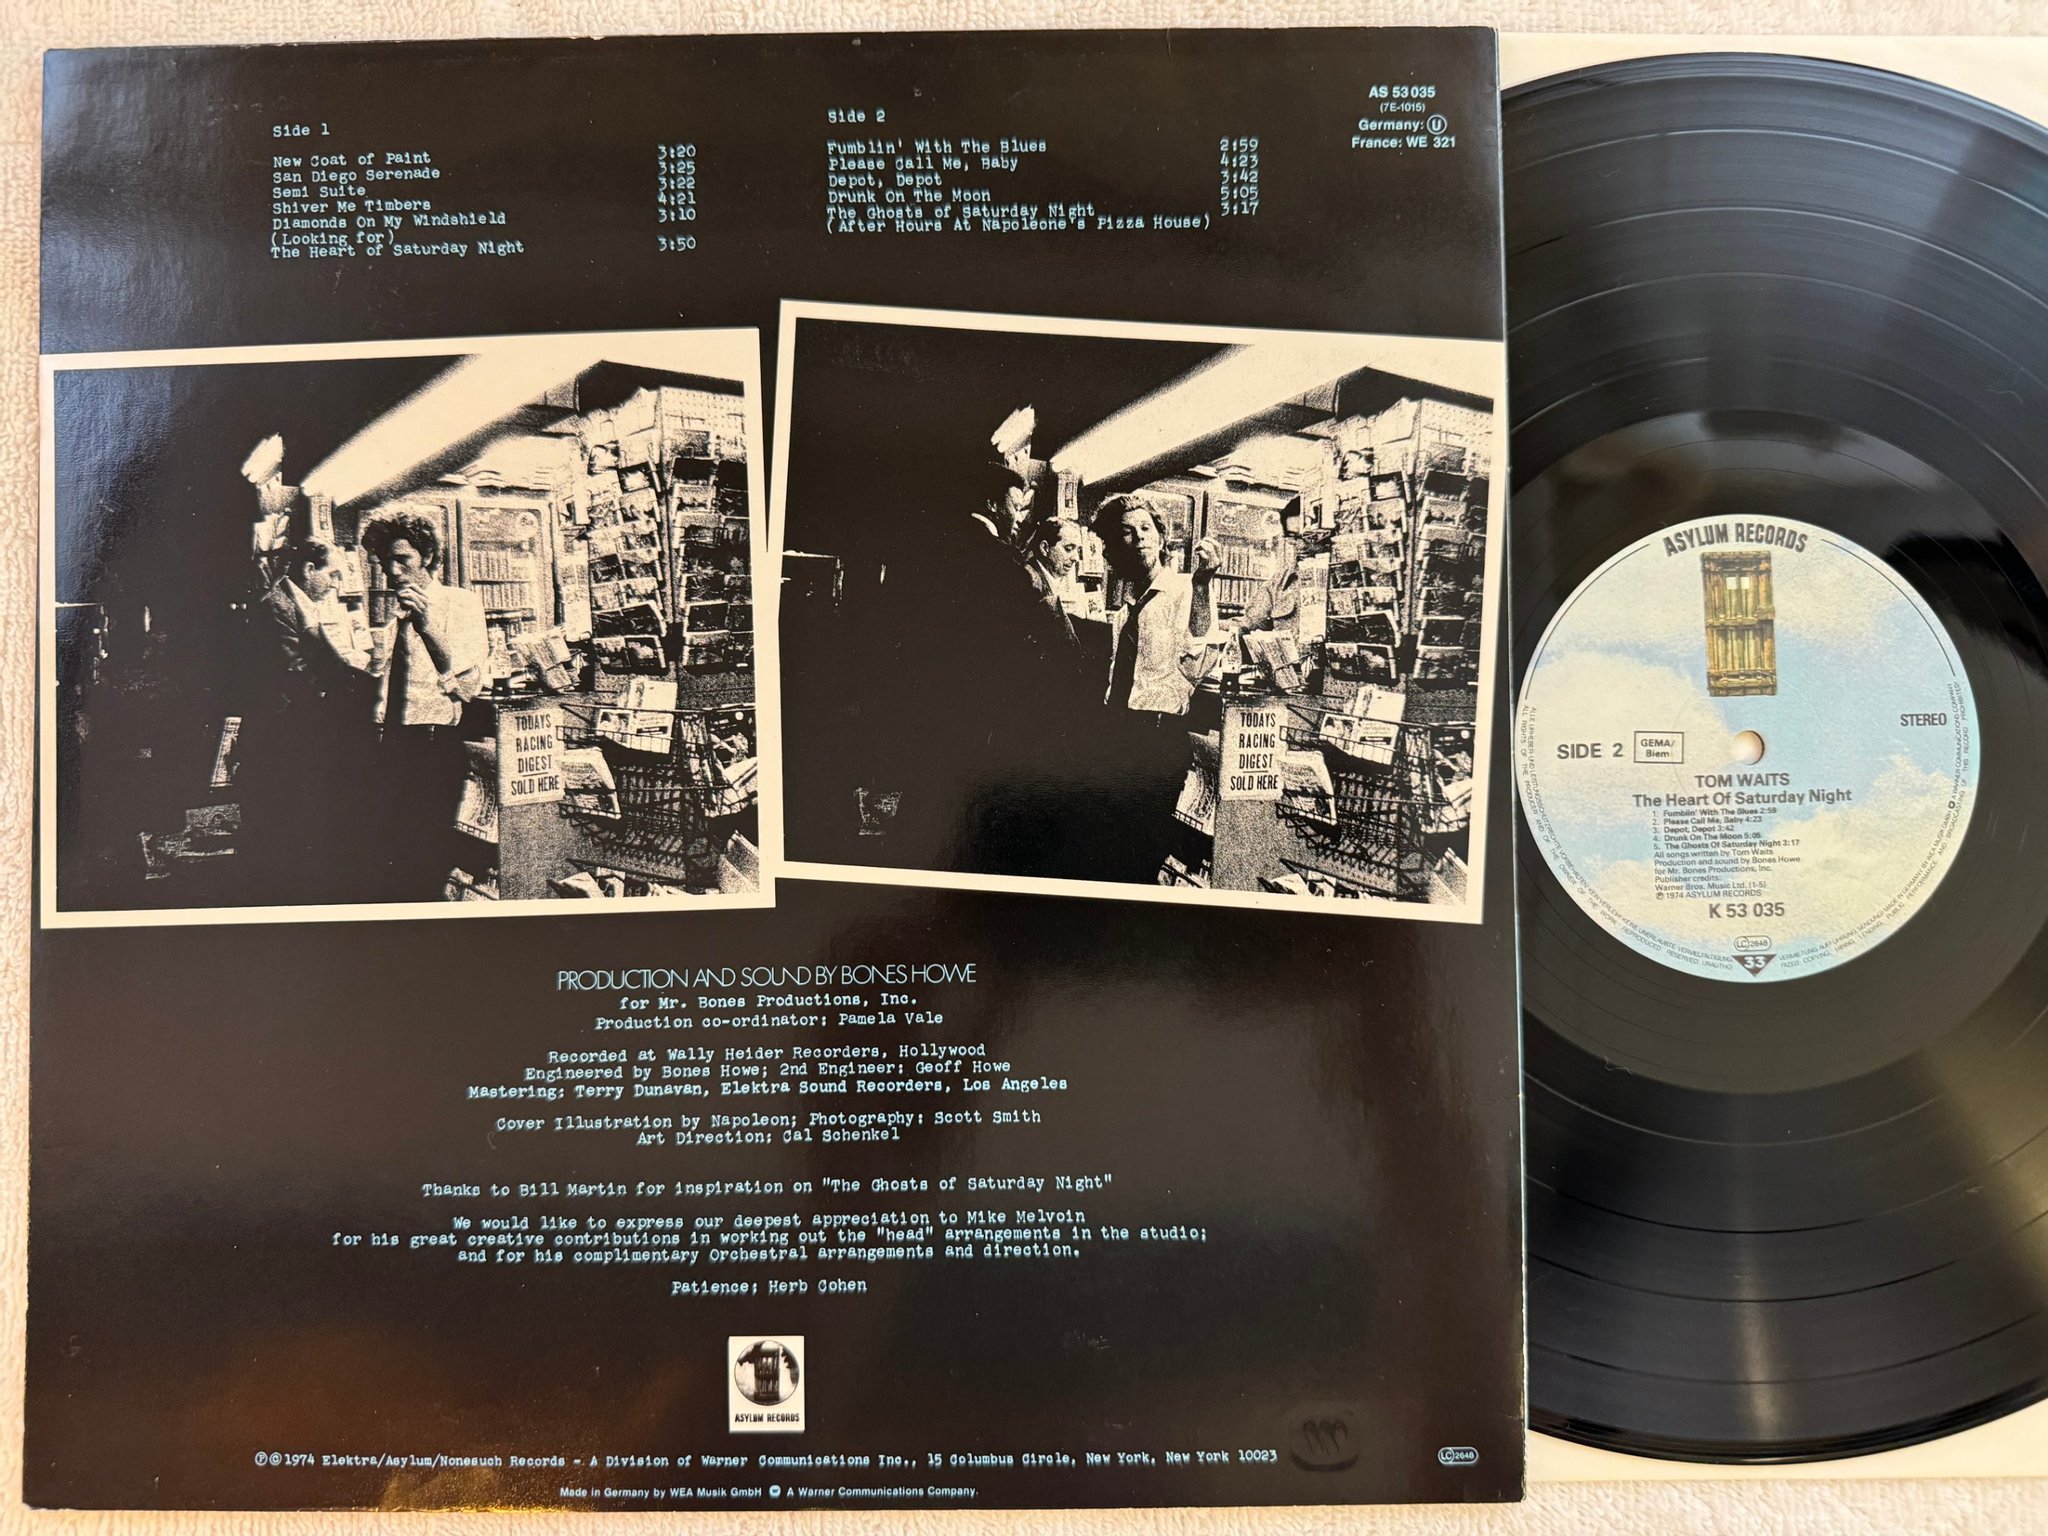 Side 1
New Coat of Paint 3:20
San Diego Serenade 3:25
Semi Suite 3:22
Shiver Me Timbers 4:21
Diamonds On My Windshield 3:10
(Looking for)
The Heart of Saturday Night 3:50
Side 2
Fumblin' With The Blues 2:59
Please Call Me, Baby 4:23
Depot, Depot 3:42
Drunk On The Moon 5:05
The Ghosts of Saturday Night 3:17
(After Hours At Napoleone's Pizza House)
AS 53 035
(7E-1015)
Germany: U
France: WE 321
TODAYS
RACING
DIGEST
SOLD HERE
TODAYS
RACING
DIGEST
SOLD HERE
PRODUCTION AND SOUND BY BONES HOWE
for Mr. Bones Productions, Inc.
Production co-ordinator: Pamela Vale
Recorded at Wally Heider Recorders, Hollywood
Engineered by Bones Howe; 2nd Engineer: Geoff Howe
Mastering: Terry Dunavan, Elektra Sound Recorders, Los Angeles
Cover Illustration by Napoleon; Photography: Scott Smith
Art Direction: Cal Schenkel
Thanks to Bill Martin for inspiration on "The Ghosts of Saturday Night"
We would like to express our deepest appreciation to Mike Melvoin
for his great creative contributions in working out the "head" arrangements in the studio;
and for his complimentary Orchestral arrangements and direction.
Patience: Herb Cohen
ASYLUM RECORDS
℗©1974 Elektra/Asylum/Nonesuch Records - A Division of Warner Communications Inc., 15 Columbus Circle, New York, New York 10023
LC 2648
Made in Germany by WEA Musik GmbH A Warner Communications Company.
ASYLUM RECORDS
STEREO
SIDE 2
GEMA/
Biem
TOM WAITS
The Heart Of Saturday Night
1. Fumblin' With The Blues 2:59
2. Please Call Me, Baby 4:23
3. Depot, Depot 3:42
4. Drunk On The Moon 5:05
5. The Ghosts Of Saturday Night 3:17
All songs written by Tom Waits
Production and sound by Bones Howe
for Mr. Bones Productions, Inc.
Publisher credits:
Warner Bros. Music Ltd. (1-5)
℗ 1974 ASYLUM RECORDS
K 53 035
LC 2648
33